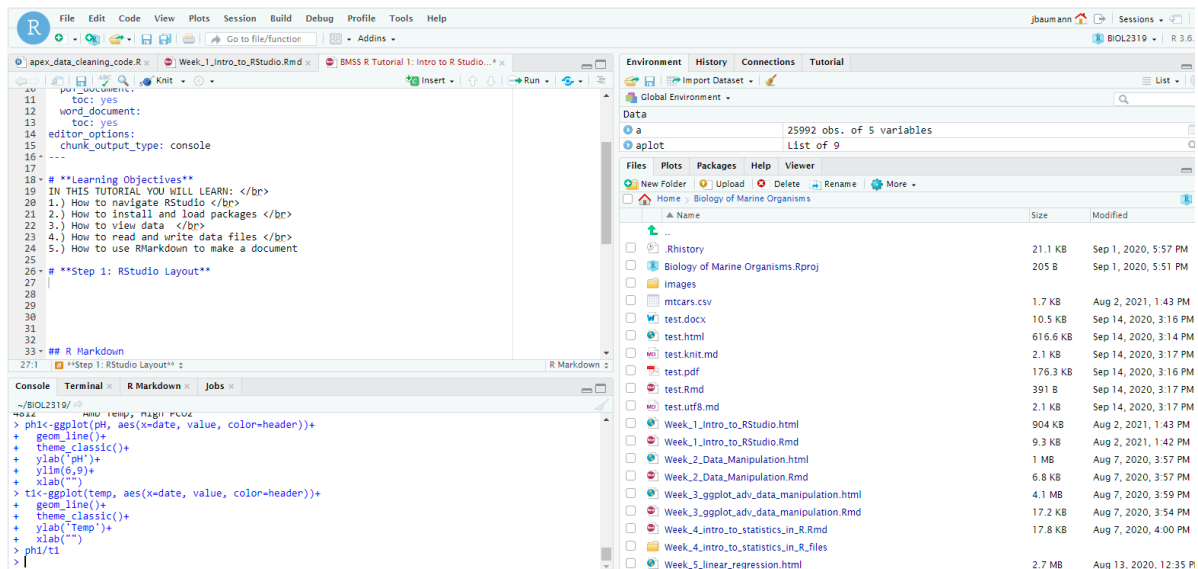 R
File Edit Code View Plots Session Build Debug Profile Tools Help
jbaumann Sessions
Go to file/function Addins
BIOL2319 R 3.6.
apex_data_cleaning_code.R Week_1_Intro_to_RStudio.Rmd BMSS R Tutorial 1: Intro to R Studio...*
ABC Knit Insert Run
10 pdf_document:
11 toc: yes
12 word_document:
13 toc: yes
14 editor_options:
15 chunk_output_type: console
16 ---
17
18 # **Learning Objectives**
19 IN THIS TUTORIAL YOU WILL LEARN: </br>
20 1.) How to navigate RStudio </br>
21 2.) How to install and load packages </br>
22 3.) How to view data </br>
23 4.) How to read and write data files </br>
24 5.) How to use RMarkdown to make a document
25
26 # **Step 1: RStudio Layout**
27
28
29
30
31
32
33 ## R Markdown
27:1 # **Step 1: RStudio Layout** R Markdown
Console Terminal R Markdown Jobs
~/BIOL2319/
4812 Amb Temp, High PCO2
> ph1<-ggplot(pH, aes(x=date, value, color=header))+
+ geom_line()+
+ theme_classic()+
+ ylab('pH')+
+ ylim(6,9)+
+ xlab("")
> t1<-ggplot(temp, aes(x=date, value, color=header))+
+ geom_line()+
+ theme_classic()+
+ ylab('Temp')+
+ xlab("")
> ph1/t1
>
Environment History Connections Tutorial
Import Dataset List
Global Environment
Data
a 25992 obs. of 5 variables
aplot List of 9
Files Plots Packages Help Viewer
New Folder Upload Delete Rename More
Home Biology of Marine Organisms
Name Size Modified
..
.Rhistory 21.1 KB Sep 1, 2020, 5:57 PM
Biology of Marine Organisms.Rproj 205 B Sep 1, 2020, 5:51 PM
images
mtcars.csv 1.7 KB Aug 2, 2021, 1:43 PM
test.docx 10.5 KB Sep 14, 2020, 3:16 PM
test.html 616.6 KB Sep 14, 2020, 3:14 PM
test.knit.md 2.1 KB Sep 14, 2020, 3:17 PM
test.pdf 176.3 KB Sep 14, 2020, 3:16 PM
test.Rmd 391 B Sep 14, 2020, 3:17 PM
test.utf8.md 2.1 KB Sep 14, 2020, 3:17 PM
Week_1_Intro_to_RStudio.html 904 KB Aug 2, 2021, 1:43 PM
Week_1_Intro_to_RStudio.Rmd 9.3 KB Aug 2, 2021, 1:42 PM
Week_2_Data_Manipulation.html 1 MB Aug 7, 2020, 3:57 PM
Week_2_Data_Manipulation.Rmd 6.8 KB Aug 7, 2020, 3:57 PM
Week_3_ggplot_adv_data_manipulation.html 4.1 MB Aug 7, 2020, 3:59 PM
Week_3_ggplot_adv_data_manipulation.Rmd 17.2 KB Aug 7, 2020, 3:54 PM
Week_4_intro_to_statistics_in_R.Rmd 17.8 KB Aug 7, 2020, 4:00 PM
Week_4_intro_to_statistics_in_R_files
Week_5_linear_regression.html 2.7 MB Aug 13, 2020, 12:35 P